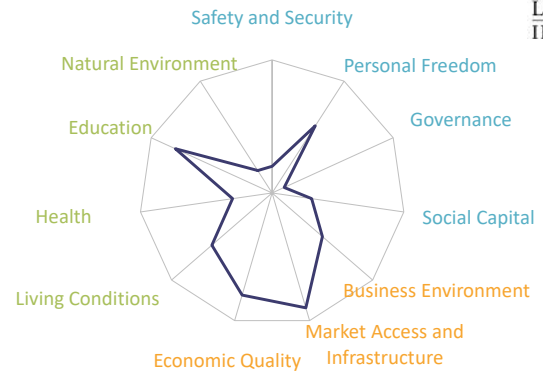 Safety and Security
Natural Environment
Personal Freedom
Education
Governance
Health
Social Capital
Living Conditions
Business Environment
Market Access and
Infrastructure
Economic Quality